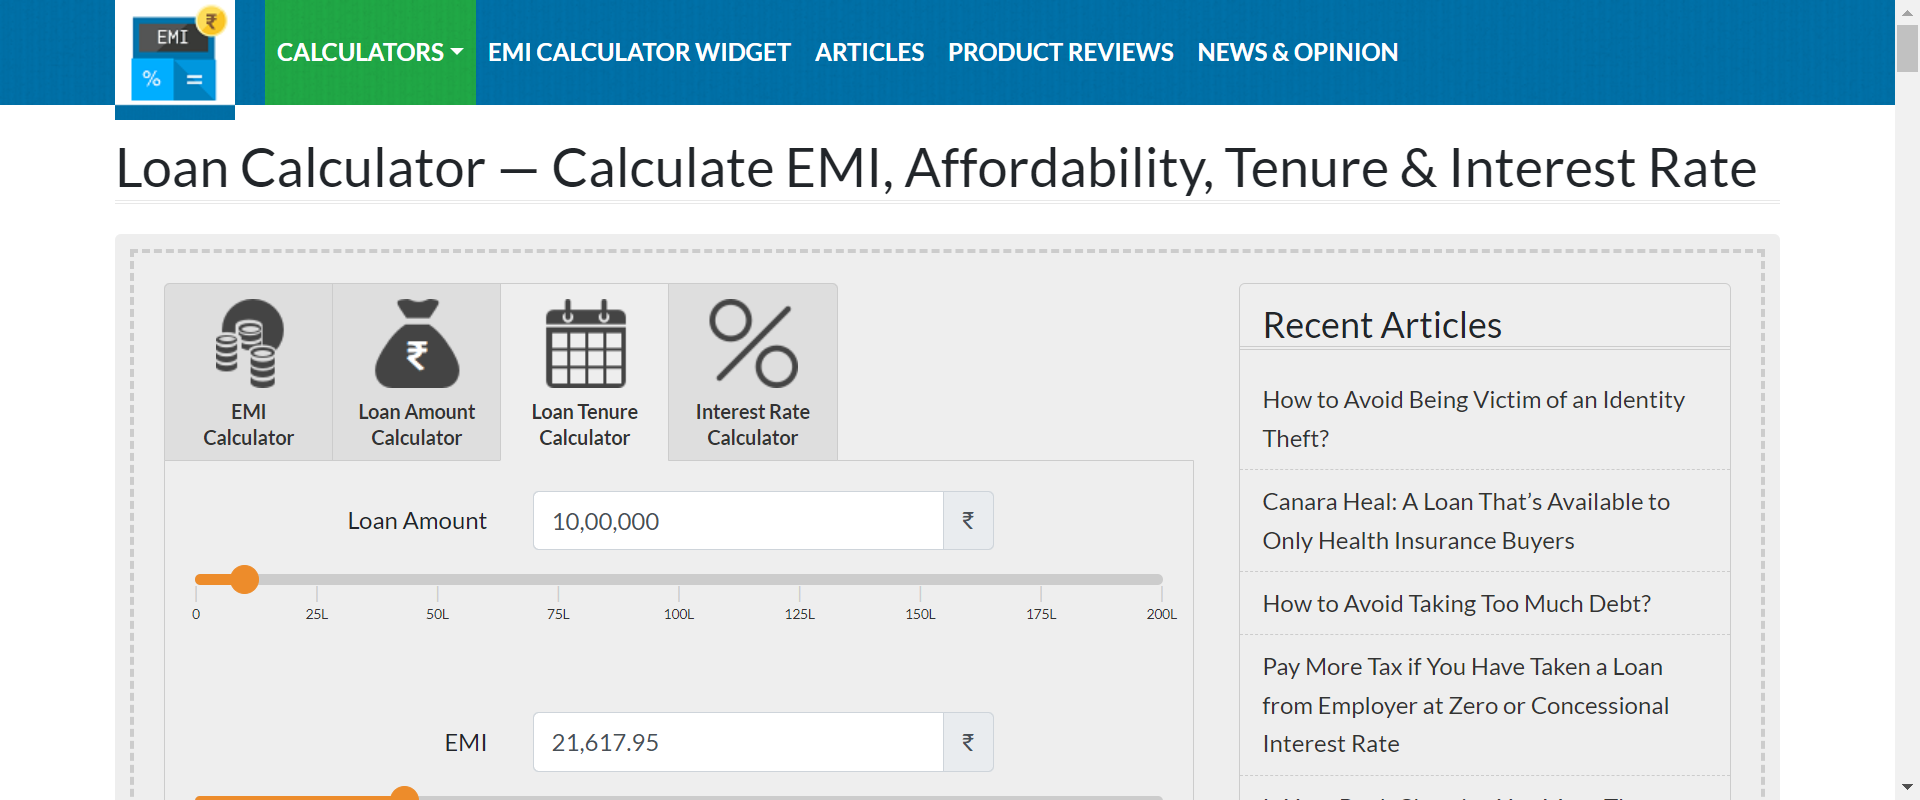 EMI
₹
%
=
CALCULATORS EMI CALCULATOR WIDGET ARTICLES PRODUCT REVIEWS NEWS & OPINION
Loan Calculator — Calculate EMI, Affordability, Tenure & Interest Rate
EMI
Calculator
₹
Loan Amount
Calculator
Loan Tenure
Calculator
Interest Rate
Calculator
Loan Amount 10,00,000 ₹
0 25L 50L 75L 100L 125L 150L 175L 200L
EMI 21,617.95 ₹
Recent Articles
How to Avoid Being Victim of an Identity
Theft?
Canara Heal: A Loan That’s Available to
Only Health Insurance Buyers
How to Avoid Taking Too Much Debt?
Pay More Tax if You Have Taken a Loan
from Employer at Zero or Concessional
Interest Rate